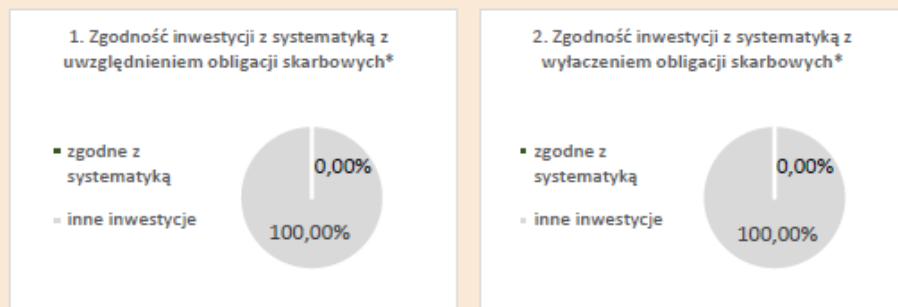 1. Zgodność inwestycji z systematyką z
uwzględnieniem obligacji skarbowych*
zgodne z
systematyką
inne inwestycje
0,00%
100,00%
2. Zgodność inwestycji z systematyką z
wyłaczeniem obligacji skarbowych*
zgodne z
systematyką
inne inwestycje
0,00%
100,00%